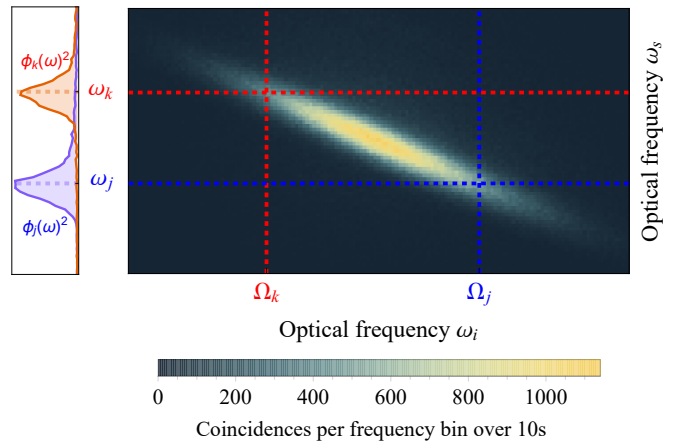 ϕk(ω)²
ωk
ωj
ϕj(ω)²
Optical frequency ωs
Ωk
Ωj
Optical frequency ωi
0
200
400
600
800
1000
Coincidences per frequency bin over 10s